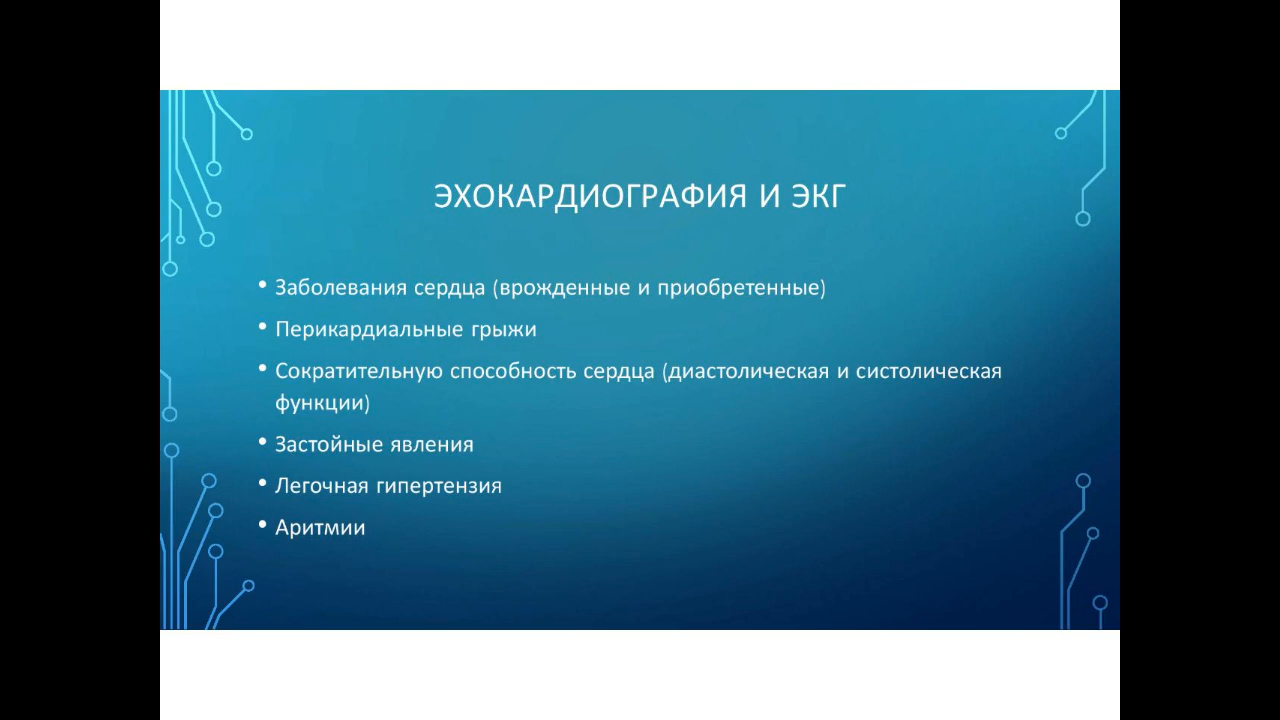 ЭХОКАРДИОГРАФИЯ И ЭКГ
• Заболевания сердца (врожденные и приобретенные)
• Перикардиальные грыжи
• Сократительную способность сердца (диастолическая и систолическая
функции)
• Застойные явления
• Легочная гипертензия
• Аритмии